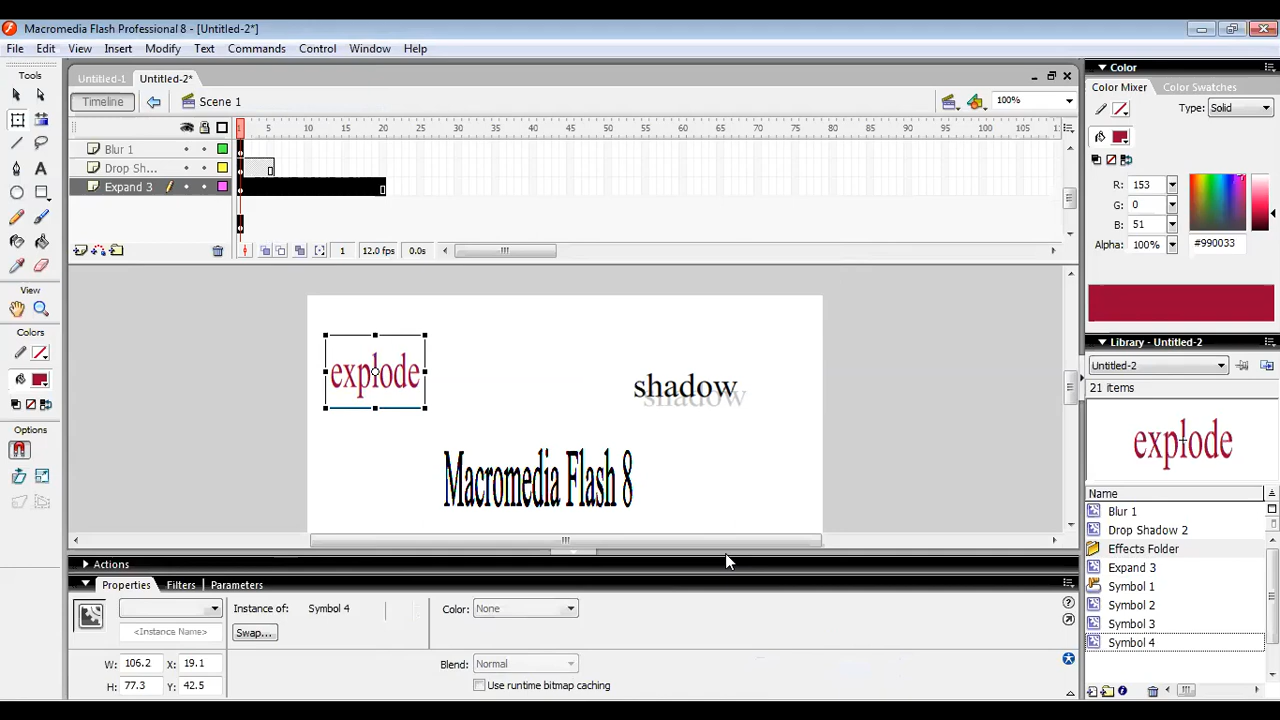 Macromedia Flash Professional 8 - [Untitled-2*]
File Edit View Insert Modify Text Commands Control Window Help
Tools
Untitled-1 Untitled-2*
Timeline Scene 1 100%
1 5 10 15 20 25 30 35 40 45 50 55 60 65 70 75 80 85 90 95 100 105
Blur 1
Drop Sh...
Expand 3
1 12.0 fps 0.0s
View
Colors
Options
explode
shadow
shadow
Macromedia Flash 8
Actions
Properties Filters Parameters
Instance of: Symbol 4 Color: None
<Instance Name> Swap...
W: 106.2 X: 19.1 Blend: Normal
H: 77.3 Y: 42.5 Use runtime bitmap caching
Color
Color Mixer Color Swatches
Type: Solid
R: 153
G: 0
B: 51
Alpha: 100% #990033
Library - Untitled-2
Untitled-2
21 items
explode
Name
Blur 1
Drop Shadow 2
Effects Folder
Expand 3
Symbol 1
Symbol 2
Symbol 3
Symbol 4